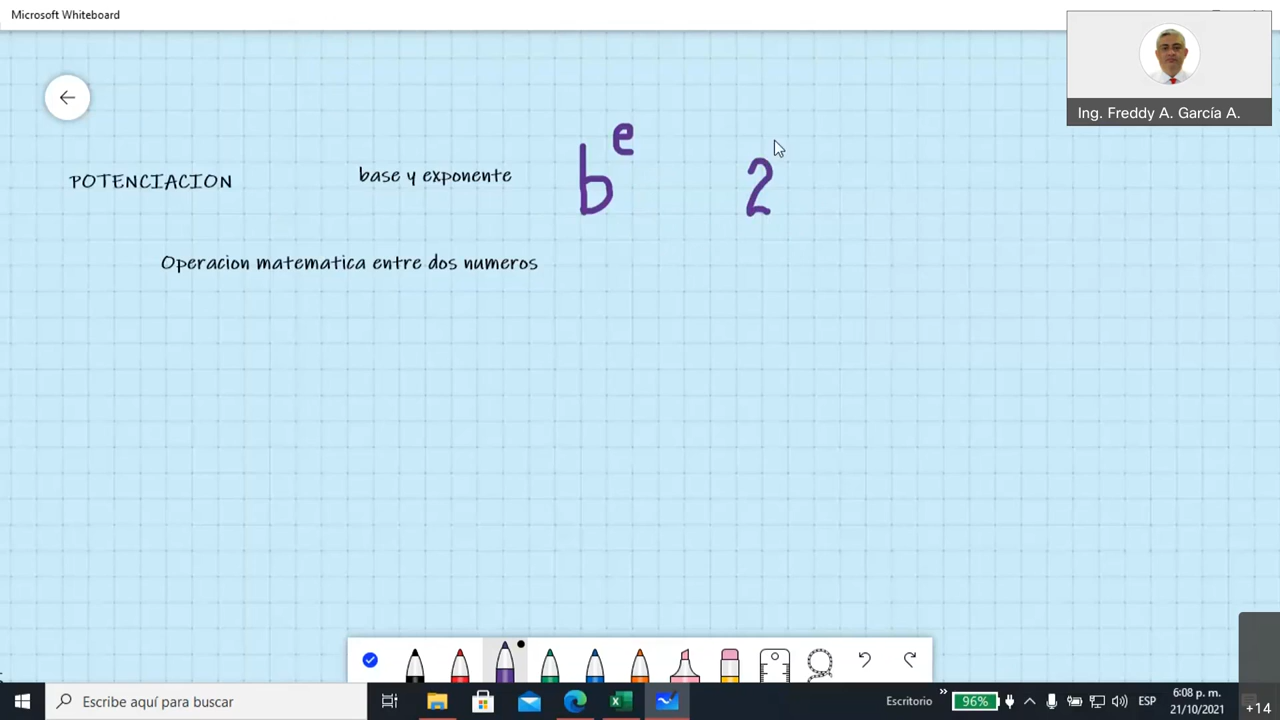 Microsoft Whiteboard
Ing. Freddy A. García A.
POTENCIACION
base y exponente
b^e
2
Operacion matematica entre dos numeros
Escribe aquí para buscar
Escritorio
96%
ESP
6:08 p. m.
21/10/2021
+14